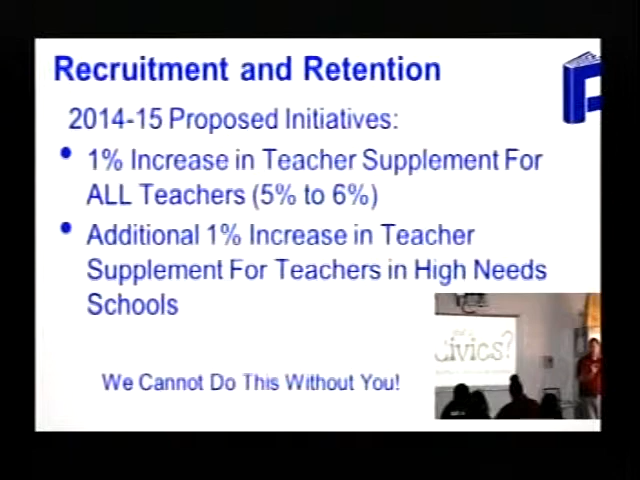 Recruitment and Retention
2014-15 Proposed Initiatives:
• 1% Increase in Teacher Supplement For
ALL Teachers (5% to 6%)
• Additional 1% Increase in Teacher
Supplement For Teachers in High Needs
Schools
civics?
We Cannot Do This Without You!